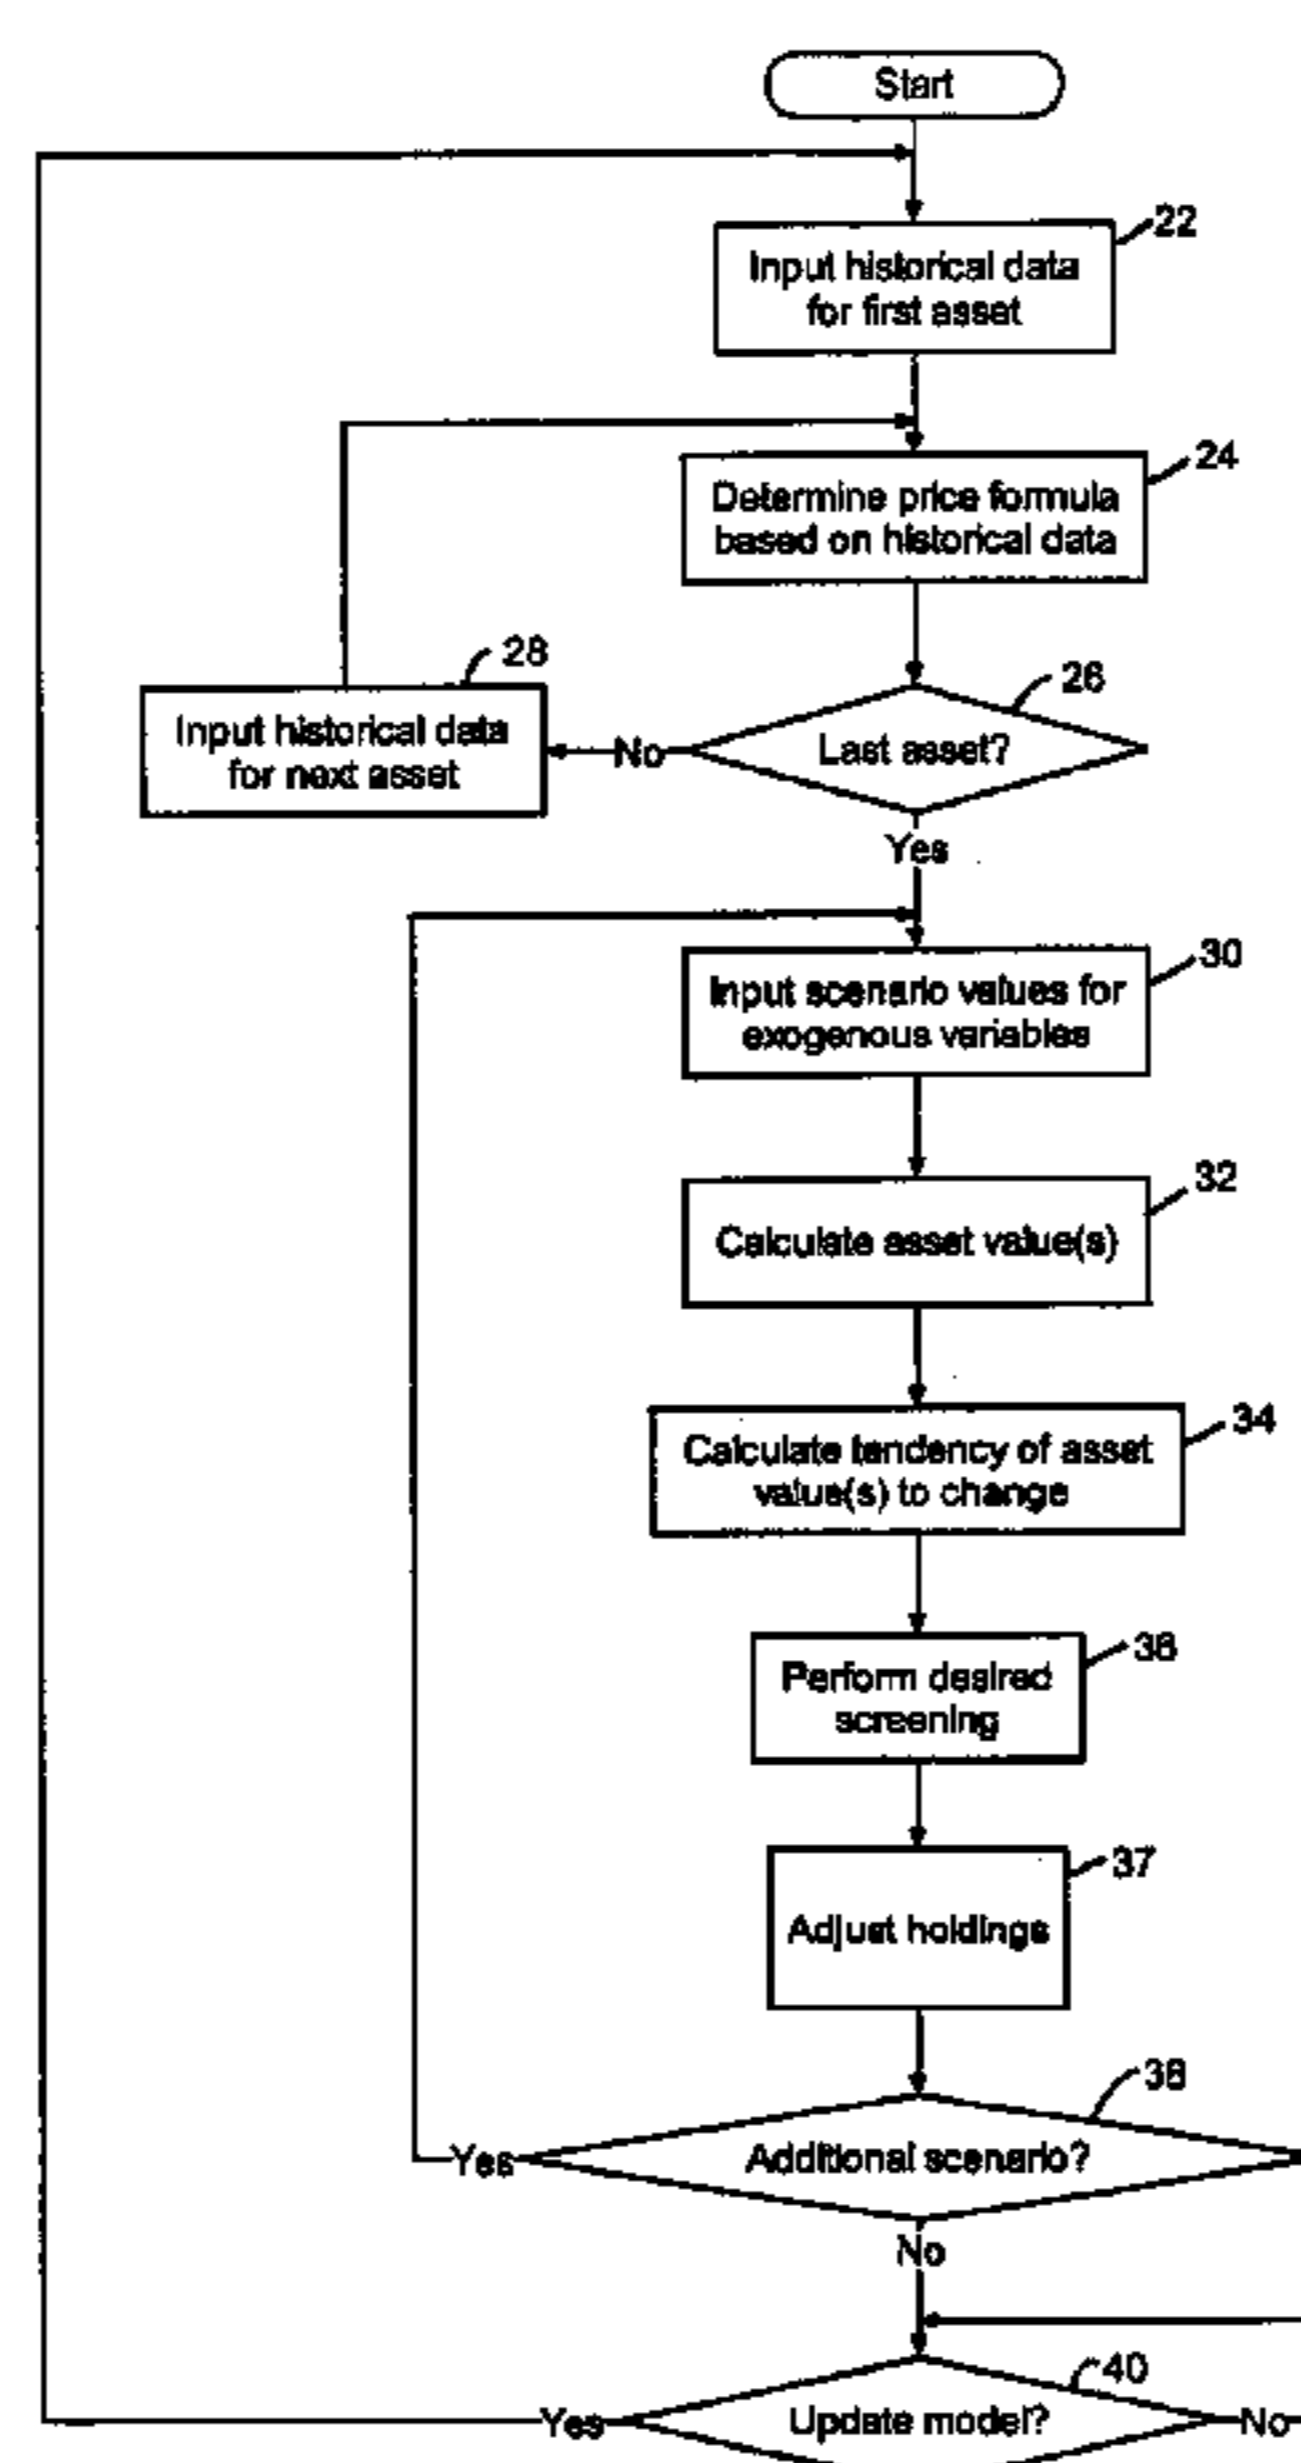 Start
22
Input historical data
for first asset
24
Determine price formula
based on historical data
28
Input historical data
for next asset
No
26
Last asset?
Yes
30
Input scenario values for
exogenous variables
32
Calculate asset value(s)
34
Calculate tendency of asset
value(s) to change
36
Perform desired
screening
37
Adjust holdings
38
Yes
Additional scenario?
No
40
Yes
Update model?
No